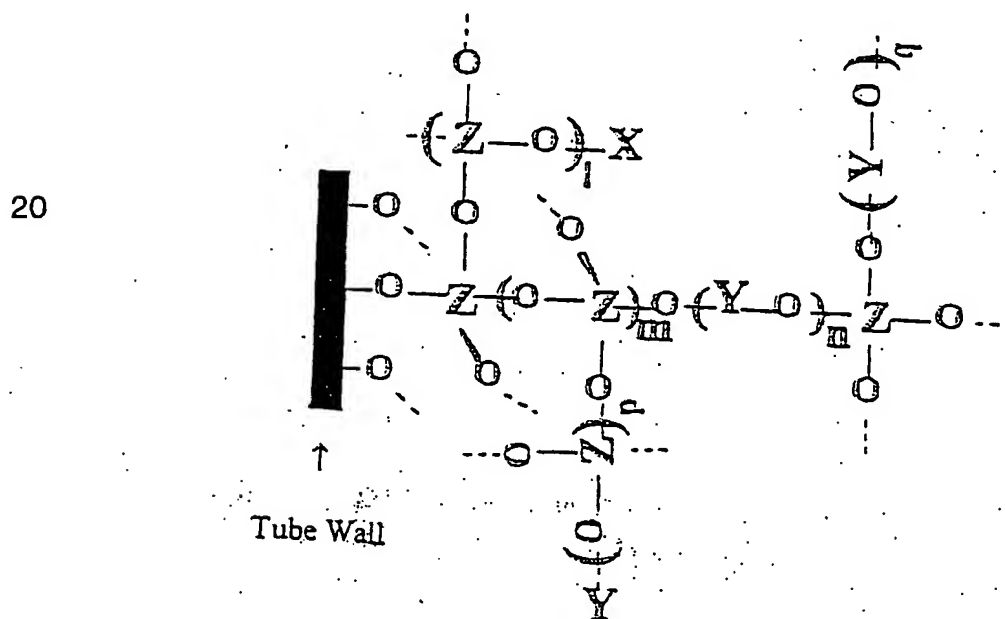 O
q
O
(Z—O)l X
(Y)
20
O O
O O
O—Z—(O—Z)m—O—(Y—O)n—Z—O
O O O O
p
O—Z
↑
(O)
Tube Wall
Y